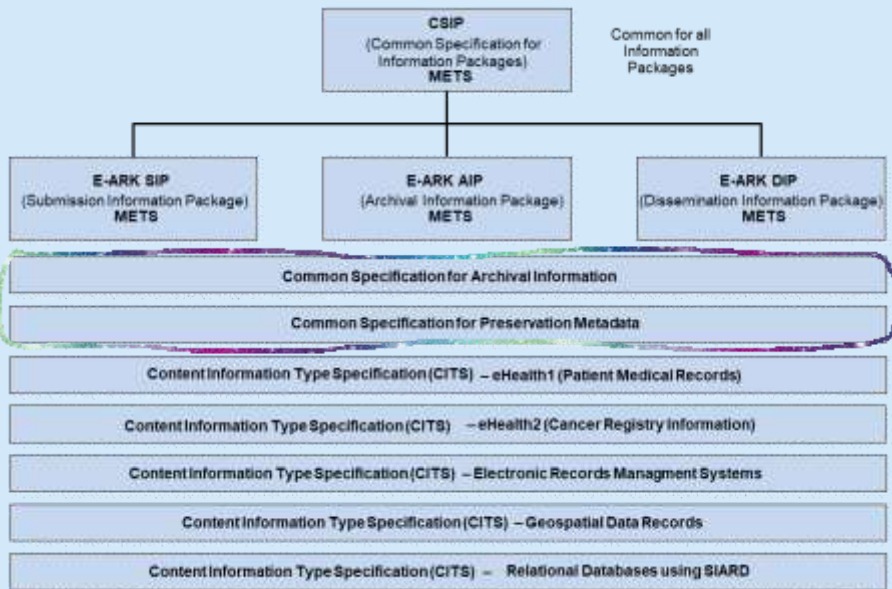 CSIP
(Common Specification for
Information Packages)
METS
Common for all
Information
Packages
E-ARK SIP
(Submission Information Package)
METS
E-ARK AIP
(Archival Information Package)
METS
E-ARK DIP
(Dissemination Information Package)
METS
Common Specification for Archival Information
Common Specification for Preservation Metadata
Content Information Type Specification (CITS) – eHealth1 (Patient Medical Records)
Content Information Type Specification (CITS) – eHealth2 (Cancer Registry Information)
Content Information Type Specification (CITS) – Electronic Records Managment Systems
Content Information Type Specification (CITS) – Geospatial Data Records
Content Information Type Specification (CITS) – Relational Databases using SIARD